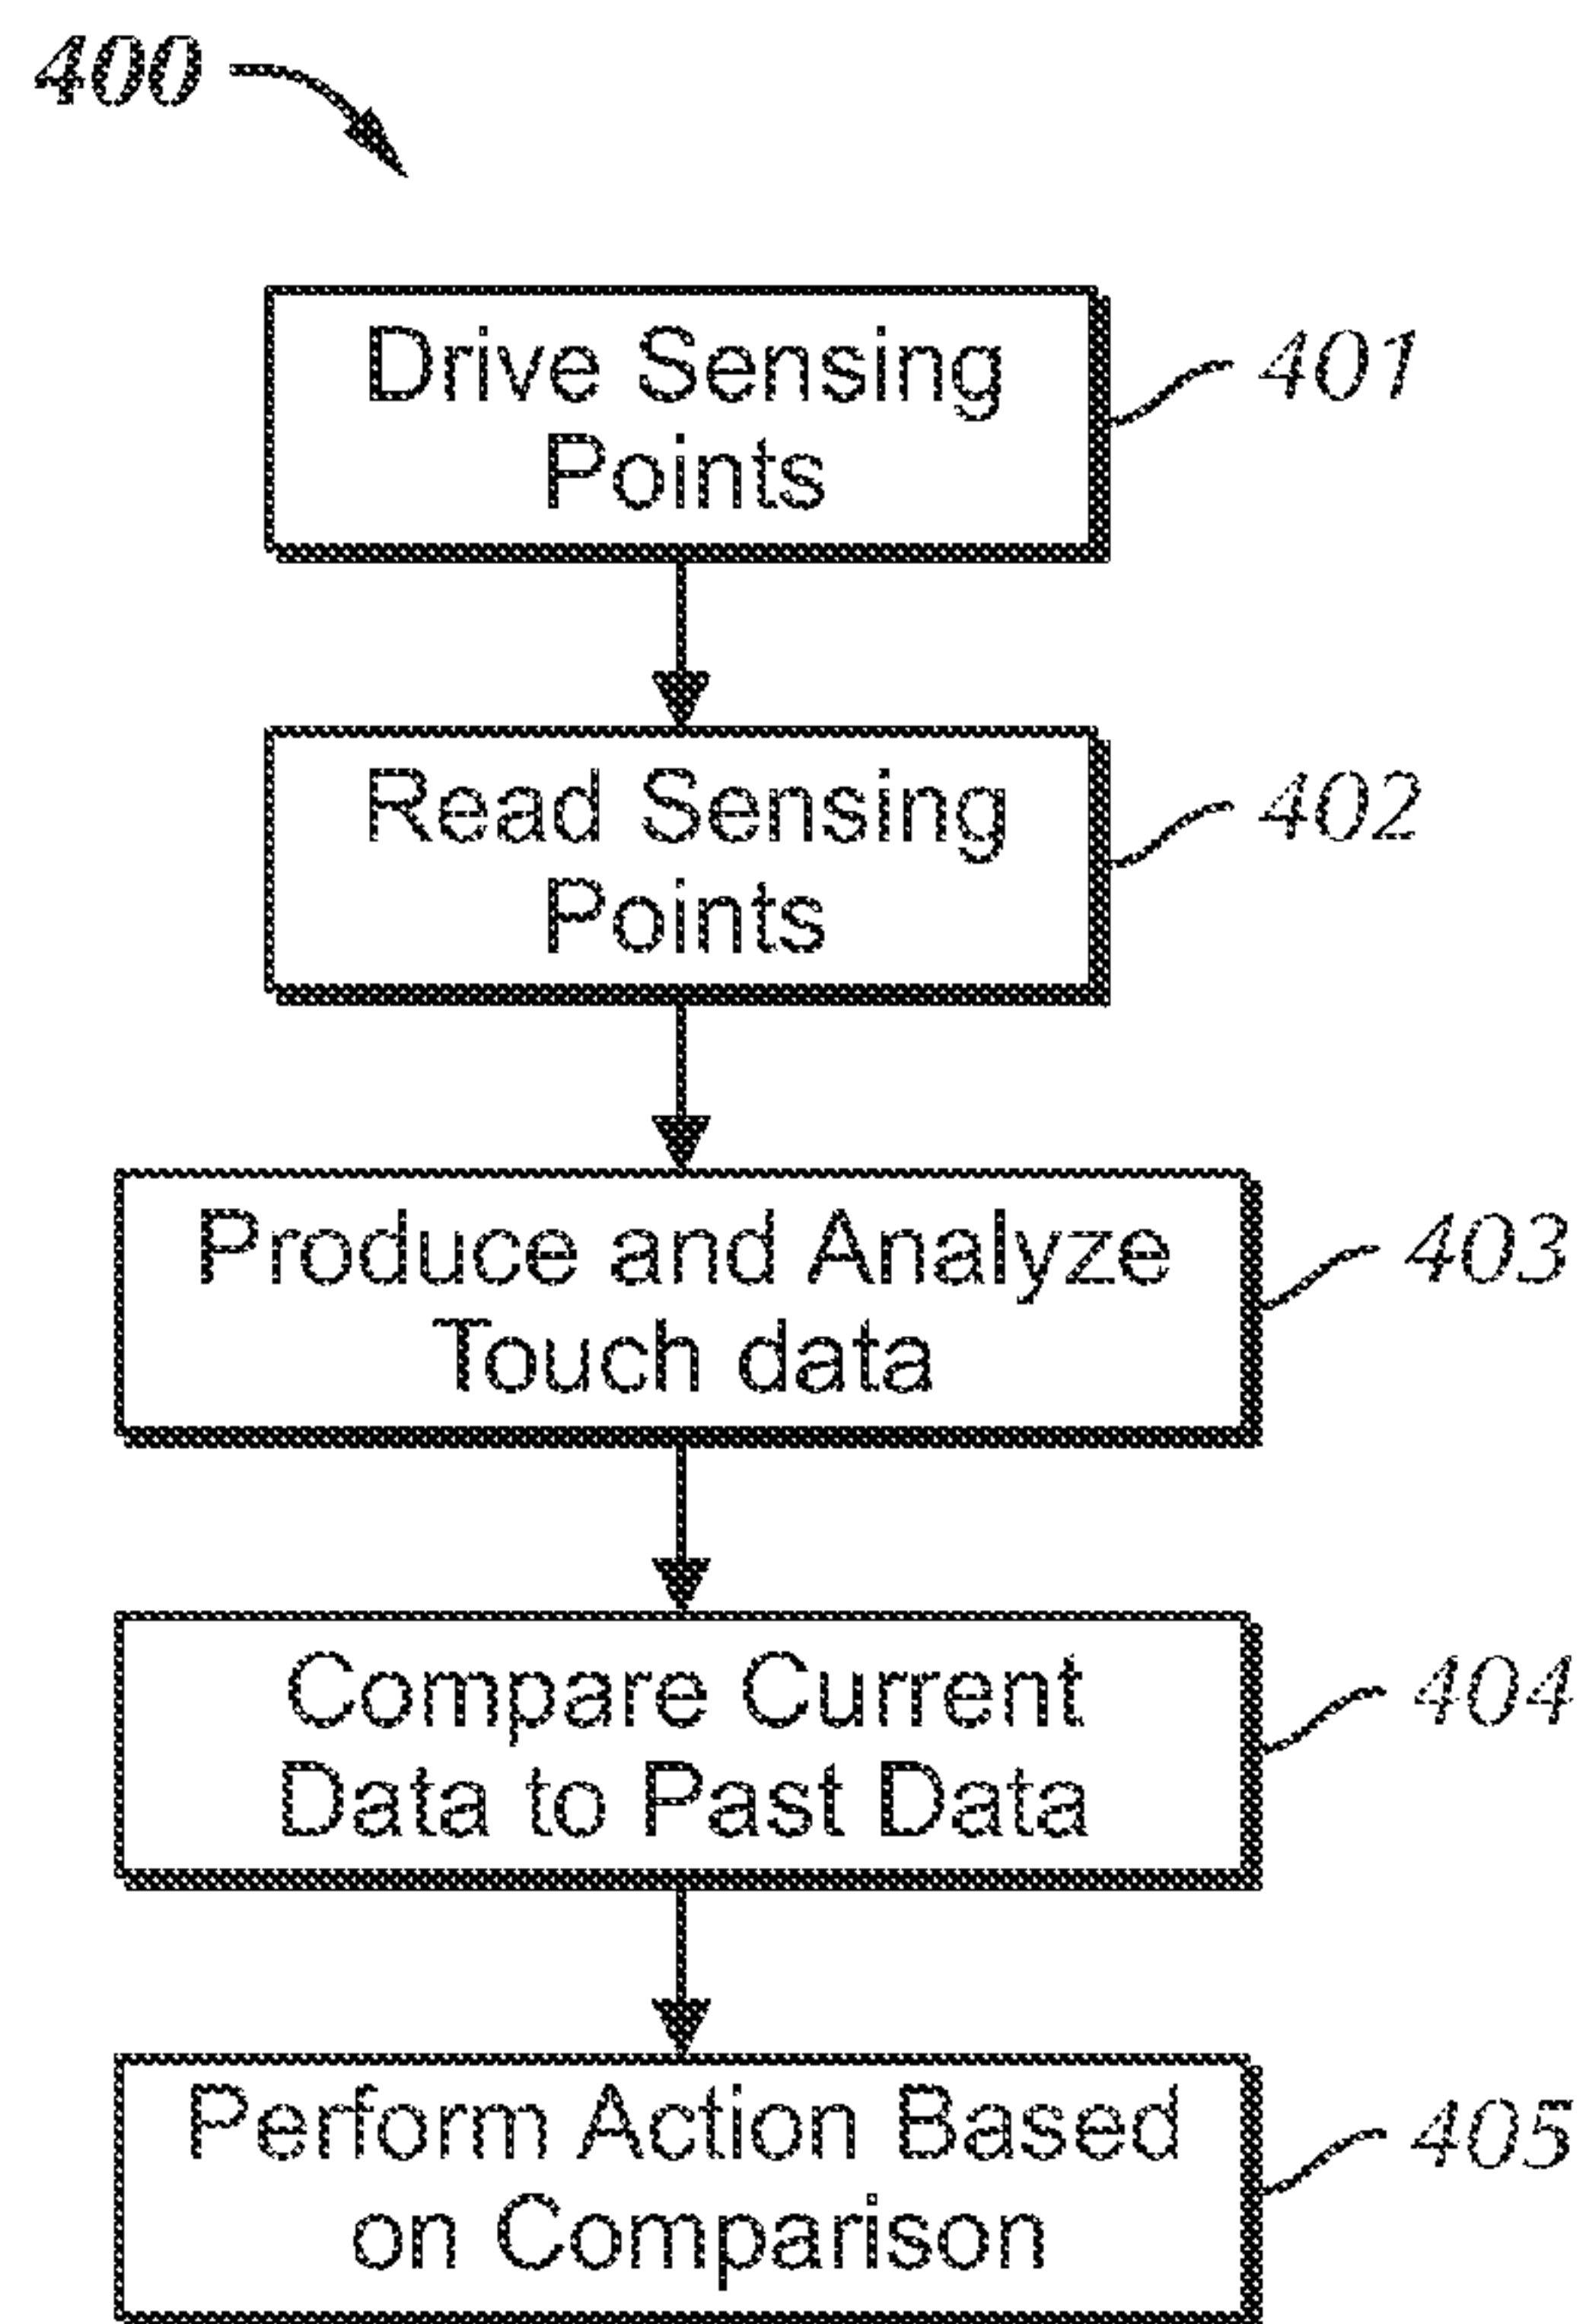 400
Drive Sensing
Points
401
Read Sensing
Points
402
Produce and Analyze
Touch data
403
Compare Current
Data to Past Data
404
Perform Action Based
on Comparison
405